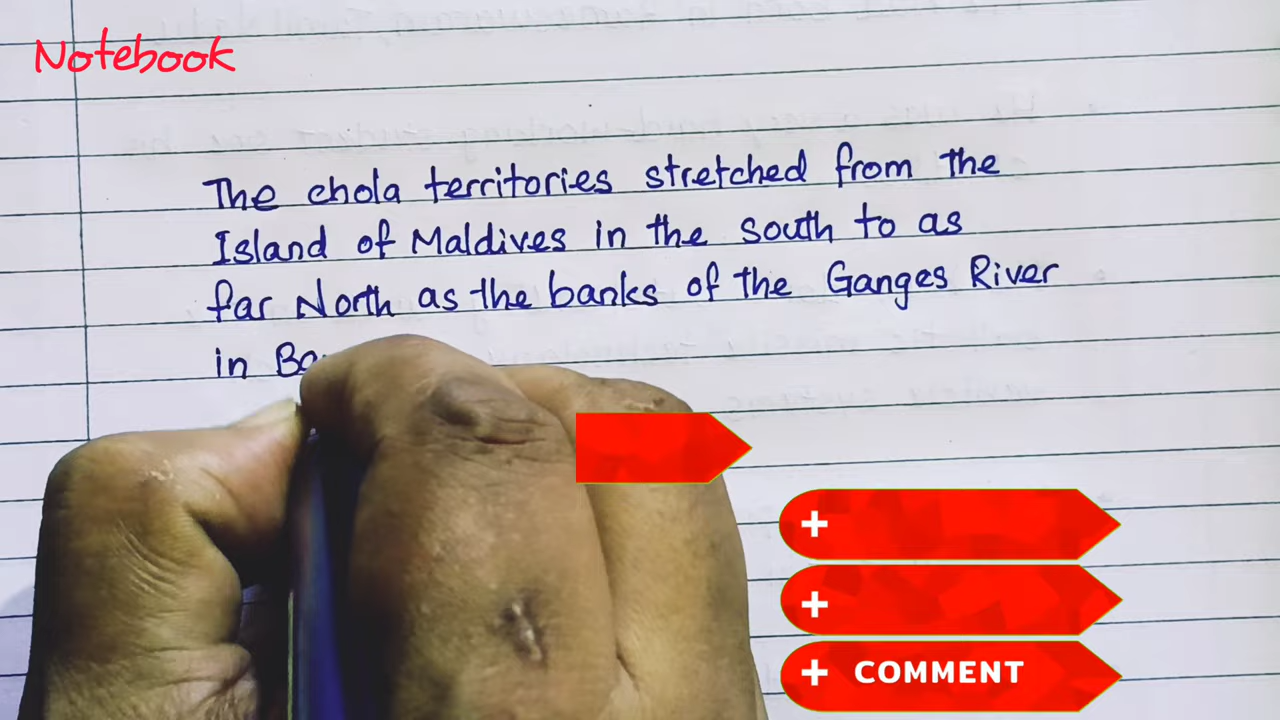 Notebook
The chola territories stretched from the
Island of Maldives in the south to as
far North as the banks of the Ganges River
in
+
+
+ COMMENT